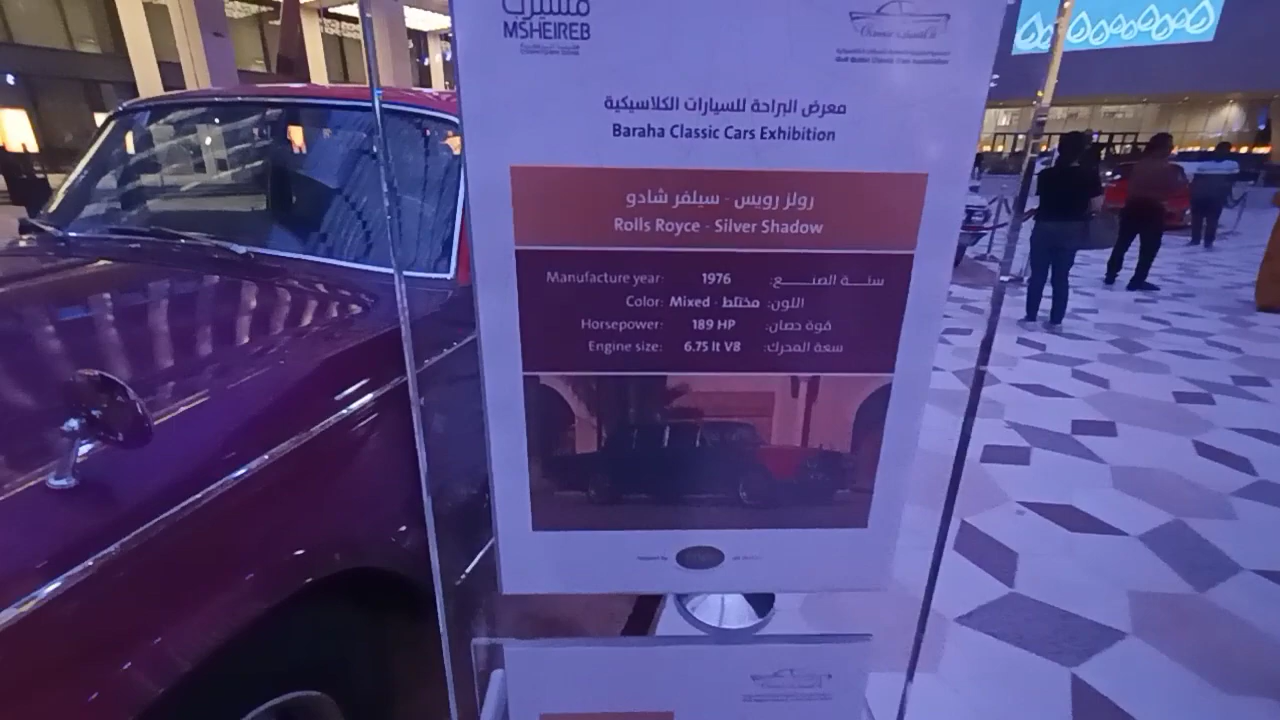 مشيرب
MSHEIREB
معرض البراحة للسيارات الكلاسيكية
Baraha Classic Cars Exhibition
رولز رويس - سيلفر شادو
Rolls Royce - Silver Shadow
Manufacture year: 1976 سنـــة الصنـــــــع:
Color: Mixed - مختلط اللون:
Horsepower: 189 HP قوة حصان:
Engine size: 6.75 lt V8 سعة المحرك: